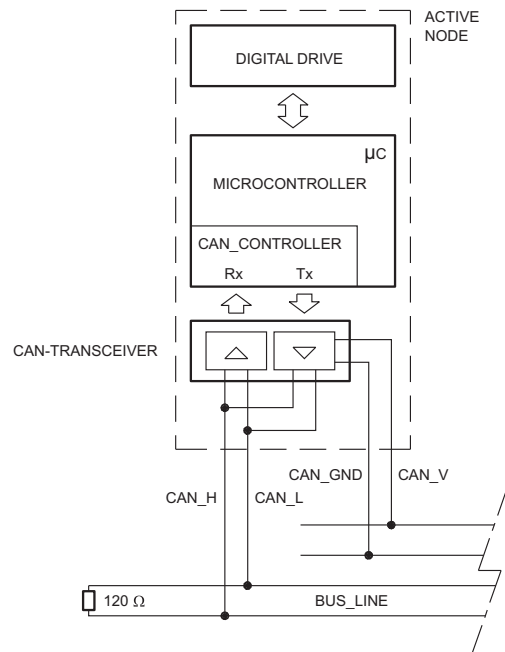 ACTIVE
NODE
DIGITAL DRIVE
µC
MICROCONTROLLER
CAN_CONTROLLER
Rx Tx
CAN-TRANSCEIVER
CAN_GND CAN_V
CAN_H CAN_L
120 Ω BUS_LINE